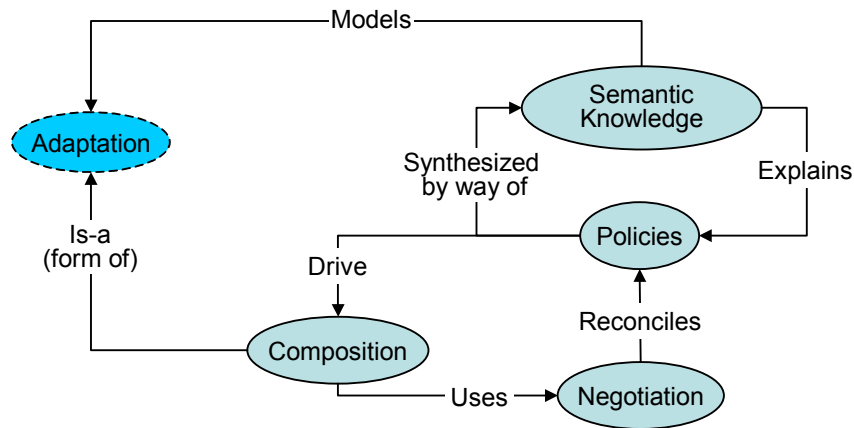 Models
Semantic
Knowledge
Adaptation
Synthesized
by way of
Explains
Is-a
(form of)
Policies
Drive
Reconciles
Composition
Uses
Negotiation